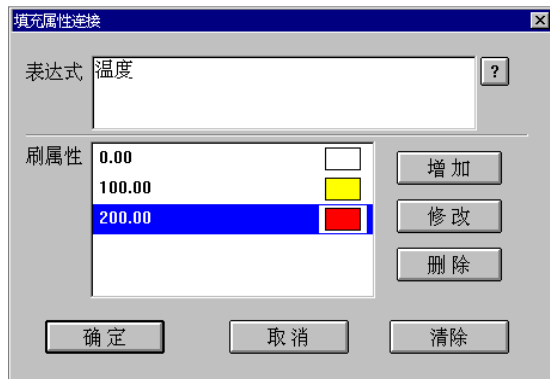 填充属性连接
表达式 温度 ?
刷属性 0.00 增加
100.00
200.00 修改
删除
确定 取消 清除